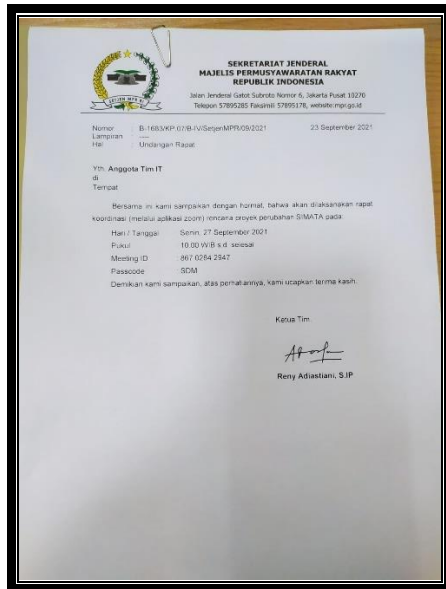 SEKRETARIAT JENDERAL
MAJELIS PERMUSYAWARATAN RAKYAT
REPUBLIK INDONESIA
Jalan Jenderal Gatot Subroto Nomor 6, Jakarta Pusat 10270
Telepon 57895285 Faksimili 57895178, website:mpr.go.id
SETJEN MPR RI
Nomor : B-1683/KP.07/B-IV/SetjenMPR/09/2021 23 September 2021
Lampiran : ----
Hal : Undangan Rapat
Yth. Anggota Tim IT
di
Tempat
Bersama ini kami sampaikan dengan hormat, bahwa akan dilaksanakan rapat
koordinasi (melalui aplikasi zoom) rencana proyek perubahan SIMATA pada:
Hari / Tanggal Senin, 27 September 2021
Pukul 10.00 WIB s.d. selesai
Meeting ID 867 0284 2947
Passcode SDM
Demikian kami sampaikan, atas perhatiannya, kami ucapkan terima kasih.
Ketua Tim
Reny Adiastiani, S.IP